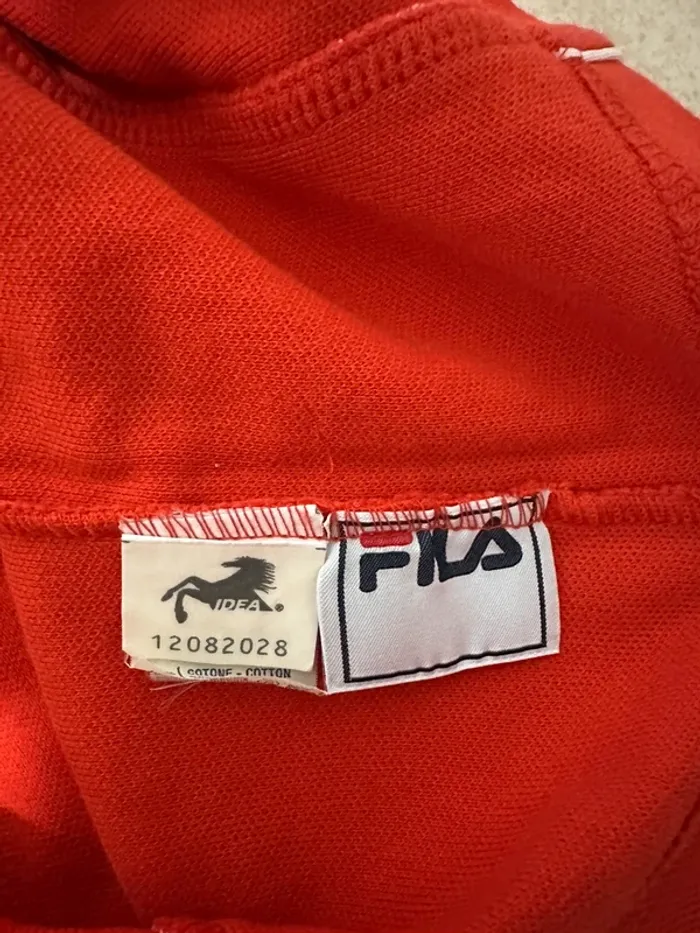 IDEA®
12082028
COTONE - COTTON
FILA